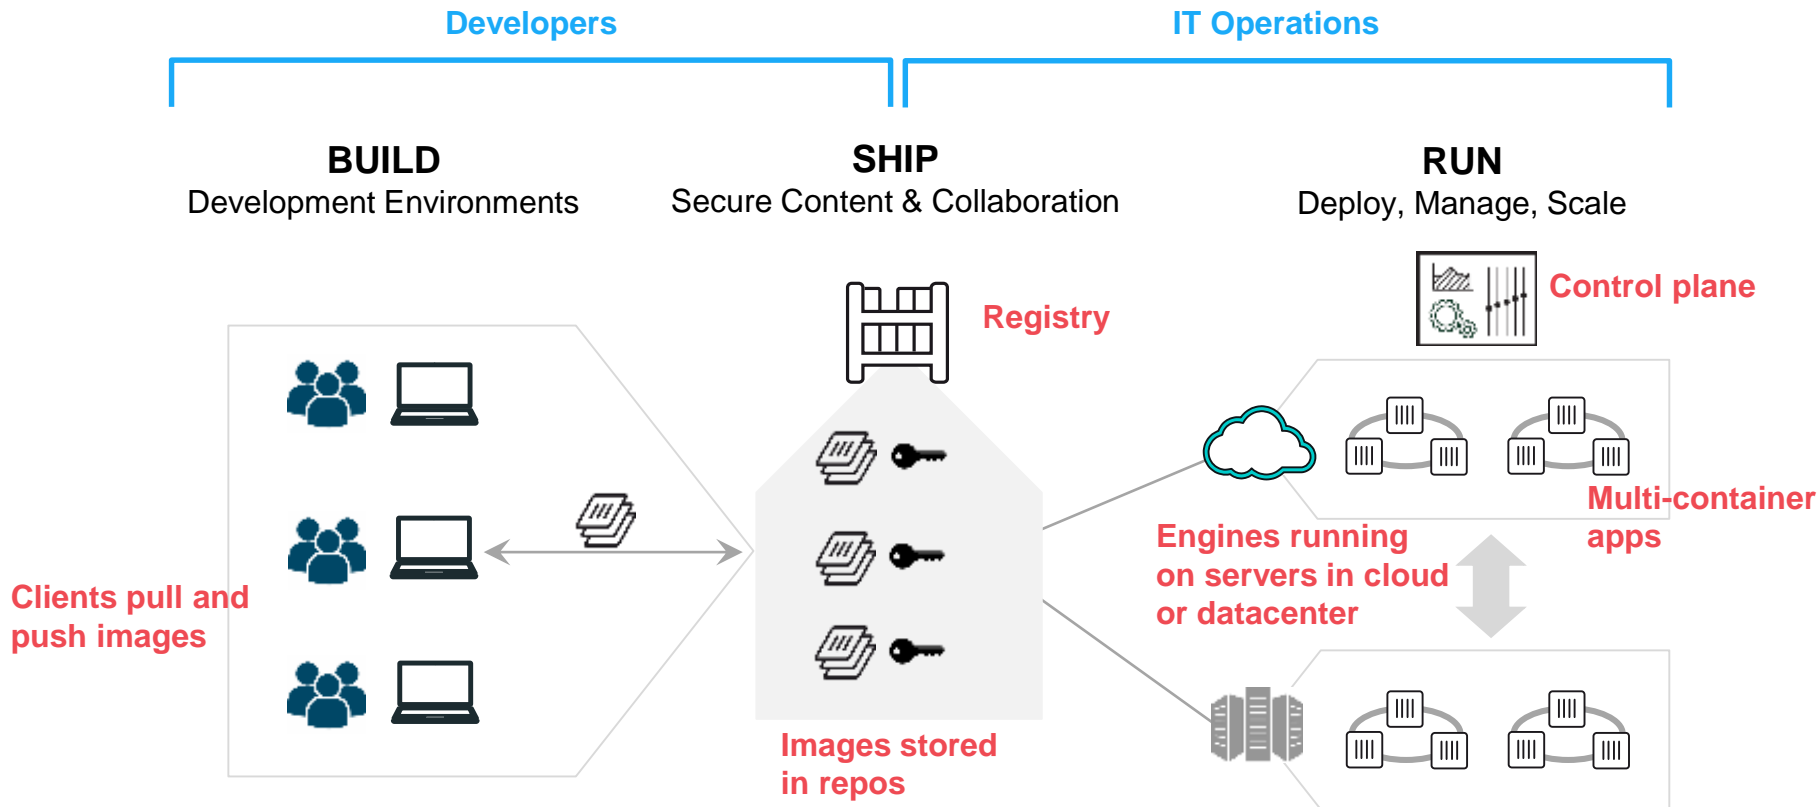 Developers
IT Operations
BUILD
Development Environments
SHIP
Secure Content & Collaboration
RUN
Deploy, Manage, Scale
Registry
Control plane
Clients pull and
push images
Images stored
in repos
Engines running
on servers in cloud
or datacenter
Multi-container
apps